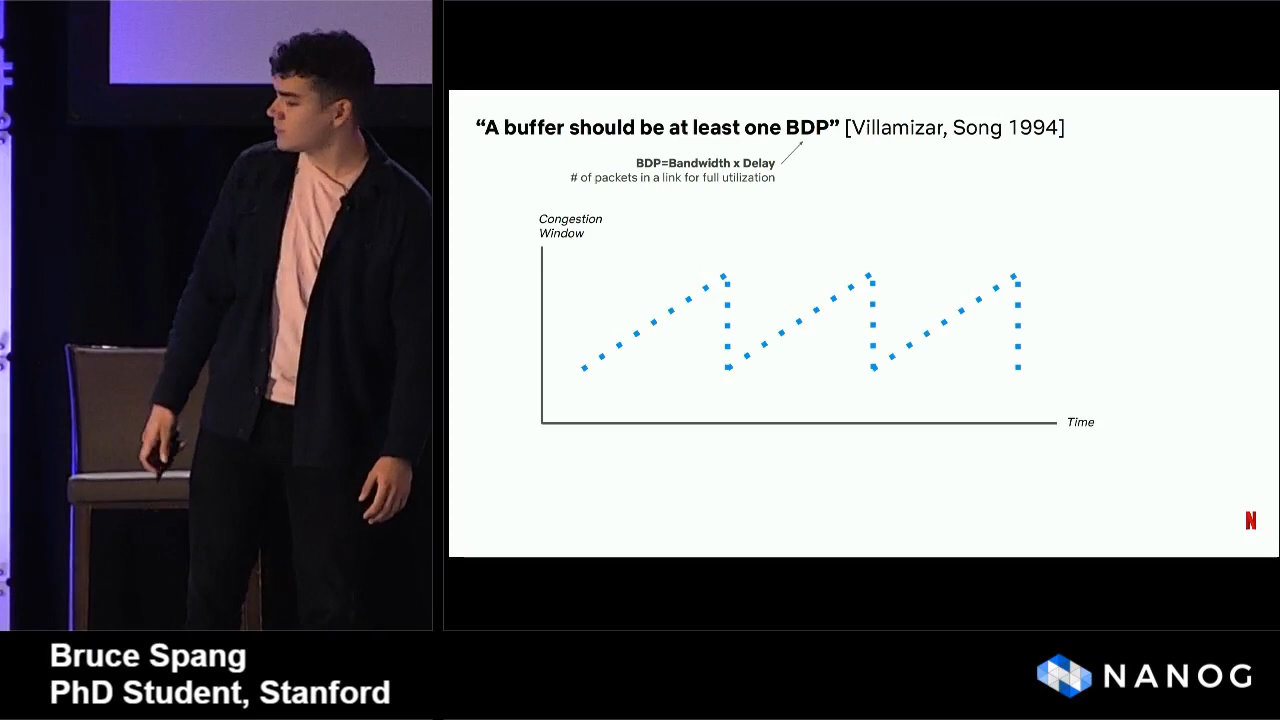 “A buffer should be at least one BDP” [Villamizar, Song 1994]
BDP=Bandwidth x Delay
# of packets in a link for full utilization
Congestion
Window
Time
N
Bruce Spang
PhD Student, Stanford
NANOG